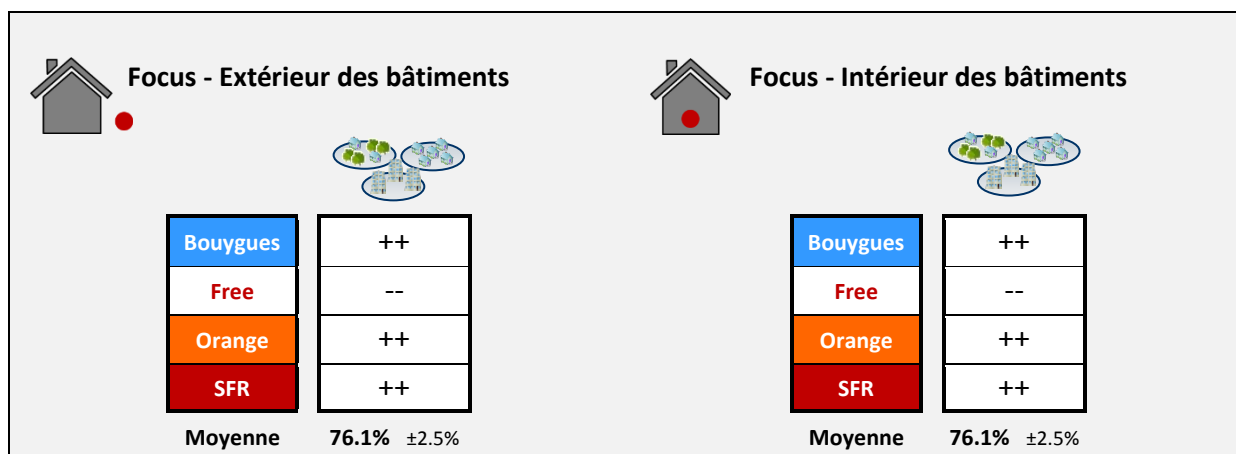 Focus - Extérieur des bâtiments
Bouygues ++
Free --
Orange ++
SFR ++
Moyenne 76.1% ±2.5%
Focus - Intérieur des bâtiments
Bouygues ++
Free --
Orange ++
SFR ++
Moyenne 76.1% ±2.5%